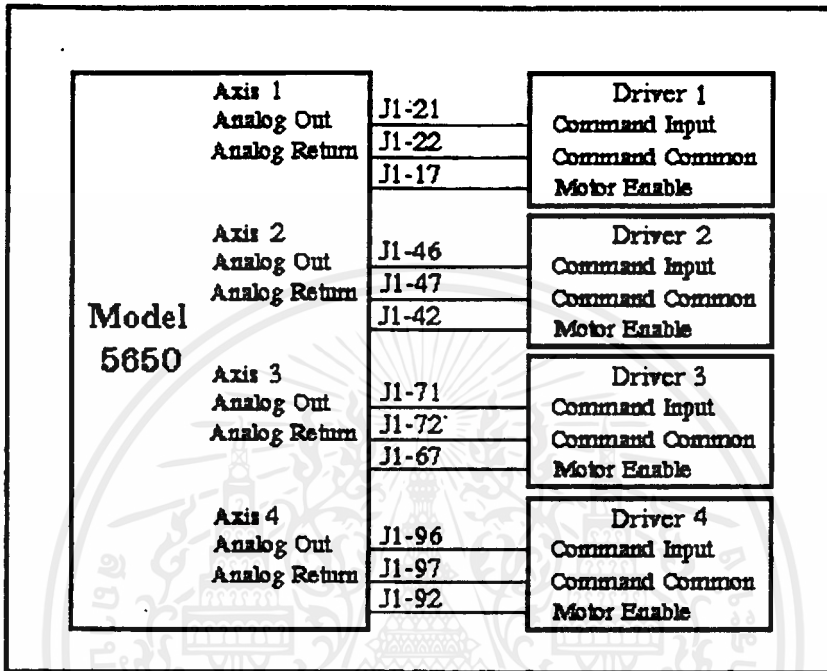 Model
5650
Axis 1
Analog Out
Analog Return
J1-21
J1-22
J1-17
Driver 1
Command Input
Command Common
Motor Enable
Axis 2
Analog Out
Analog Return
J1-46
J1-47
J1-42
Driver 2
Command Input
Command Common
Motor Enable
Axis 3
Analog Out
Analog Return
J1-71
J1-72
J1-67
Driver 3
Command Input
Command Common
Motor Enable
Axis 4
Analog Out
Analog Return
J1-96
J1-97
J1-92
Driver 4
Command Input
Command Common
Motor Enable